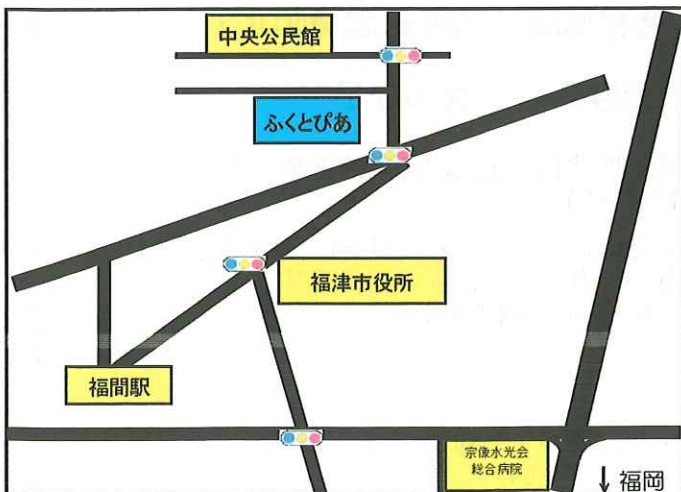 中央公民館
ふくとぴあ
福津市役所
福間駅
宗像水光会
総合病院
↓福岡